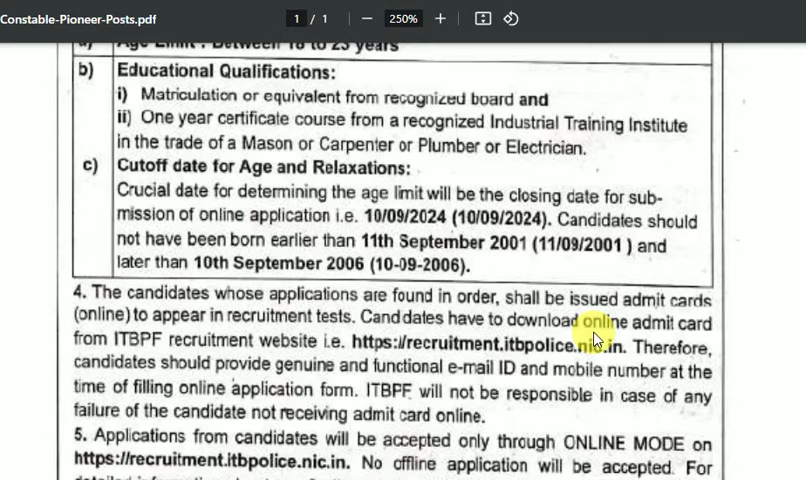 Constable-Pioneer-Posts.pdf
1 / 1
250%
a) Age Limit : Between 18 to 23 years
b) Educational Qualifications:
i) Matriculation or equivalent from recognized board and
ii) One year certificate course from a recognized Industrial Training Institute
in the trade of a Mason or Carpenter or Plumber or Electrician.
c) Cutoff date for Age and Relaxations:
Crucial date for determining the age limit will be the closing date for sub-
mission of online application i.e. 10/09/2024 (10/09/2024). Candidates should
not have been born earlier than 11th September 2001 (11/09/2001 ) and
later than 10th September 2006 (10-09-2006).
4. The candidates whose applications are found in order, shall be issued admit cards
(online) to appear in recruitment tests. Candidates have to download online admit card
from ITBPF recruitment website i.e. https://recruitment.itbpolice.nic.in. Therefore,
candidates should provide genuine and functional e-mail ID and mobile number at the
time of filling online application form. ITBPF will not be responsible in case of any
failure of the candidate not receiving admit card online.
5. Applications from candidates will be accepted only through ONLINE MODE on
https://recruitment.itbpolice.nic.in. No offline application will be accepted. For